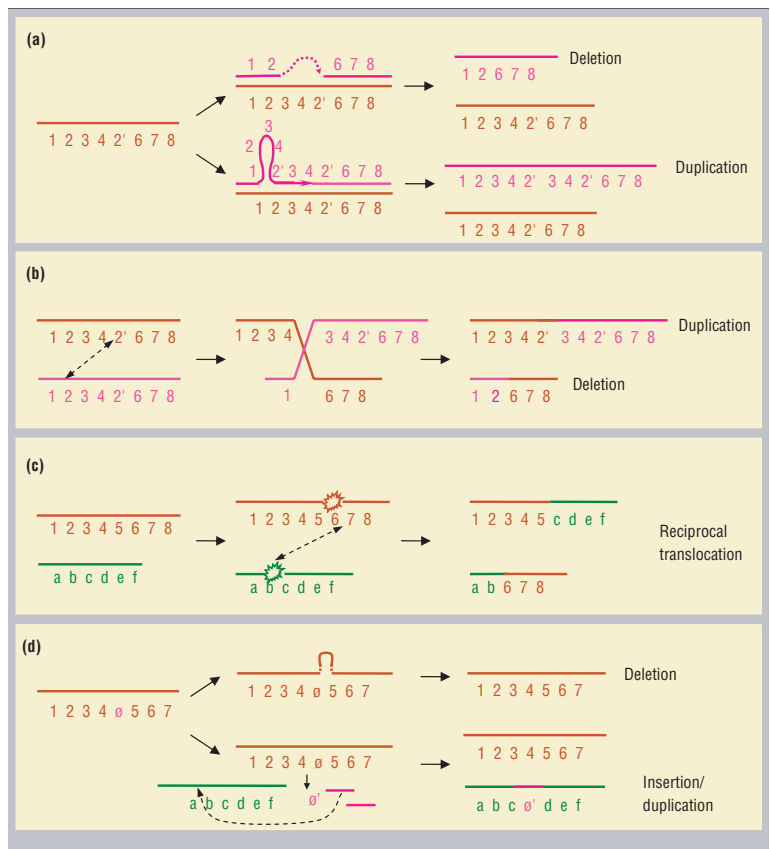 (a)
1 2 6 7 8
1 2 3 4 2' 6 7 8
Deletion
1 2 6 7 8
1 2 3 4 2' 6 7 8
1 2 3 4 2' 6 7 8
3
2 4
1 2' 3 4 2' 6 7 8
1 2 3 4 2' 6 7 8
Duplication
1 2 3 4 2' 3 4 2' 6 7 8
1 2 3 4 2' 6 7 8
(b)
1 2 3 4 2' 6 7 8
1 2 3 4 2' 6 7 8
1 2 3 4 3 4 2' 6 7 8
1 6 7 8
1 2 3 4 2' 3 4 2' 6 7 8
Duplication
1 2 6 7 8
Deletion
(c)
1 2 3 4 5 6 7 8
a b c d e f
1 2 3 4 5 6 7 8
a b c d e f
1 2 3 4 5 c d e f
a b 6 7 8
Reciprocal
translocation
(d)
1 2 3 4 ø 5 6 7
1 2 3 4 ø 5 6 7
1 2 3 4 5 6 7
Deletion
1 2 3 4 ø 5 6 7
a b c d e f
ø'
1 2 3 4 5 6 7
a b c ø' d e f
Insertion/
duplication